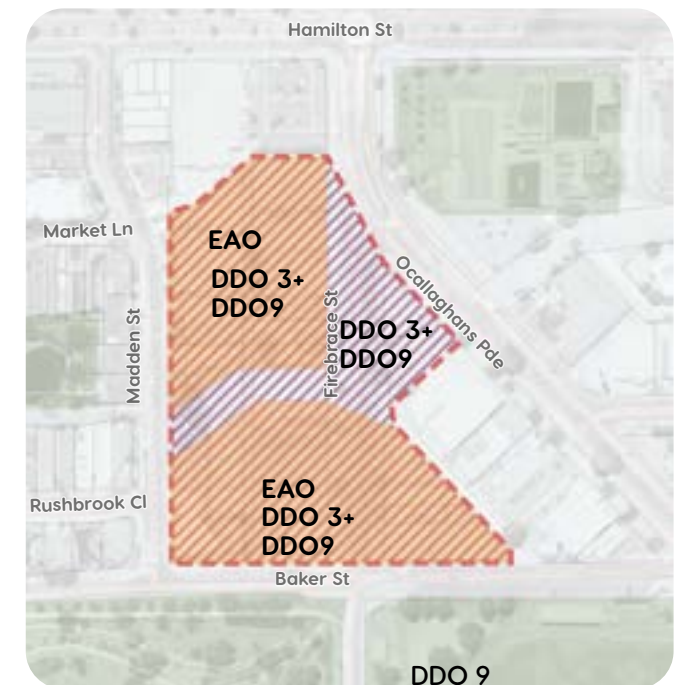 Hamilton St
Market Ln
EAO
DDO 3+
DDO9
Ocallaghans Pde
Madden St
Firebrace St
DDO 3+
DDO9
EAO
DDO 3+
DDO9
Rushbrook Cl
Baker St
DDO 9